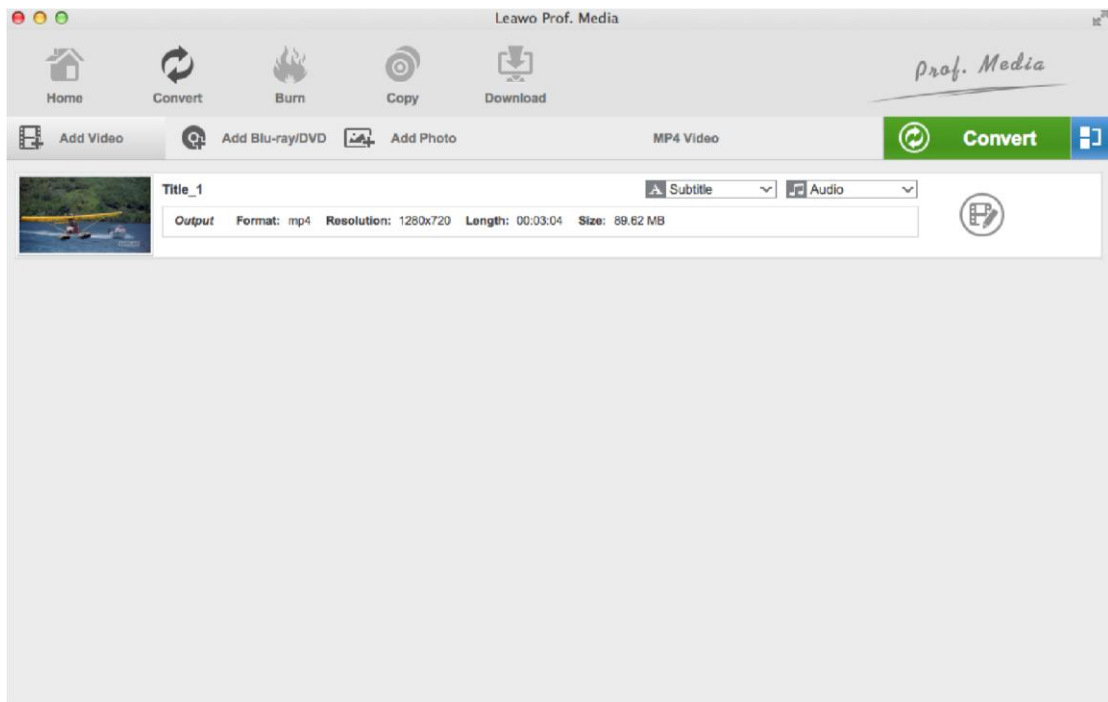 Leawo Prof. Media
Prof. Media
Home Convert Burn Copy Download
Add Video Add Blu-ray/DVD Add Photo MP4 Video Convert
Title_1 A Subtitle Audio
Output Format: mp4 Resolution: 1280x720 Length: 00:03:04 Size: 89.62 MB